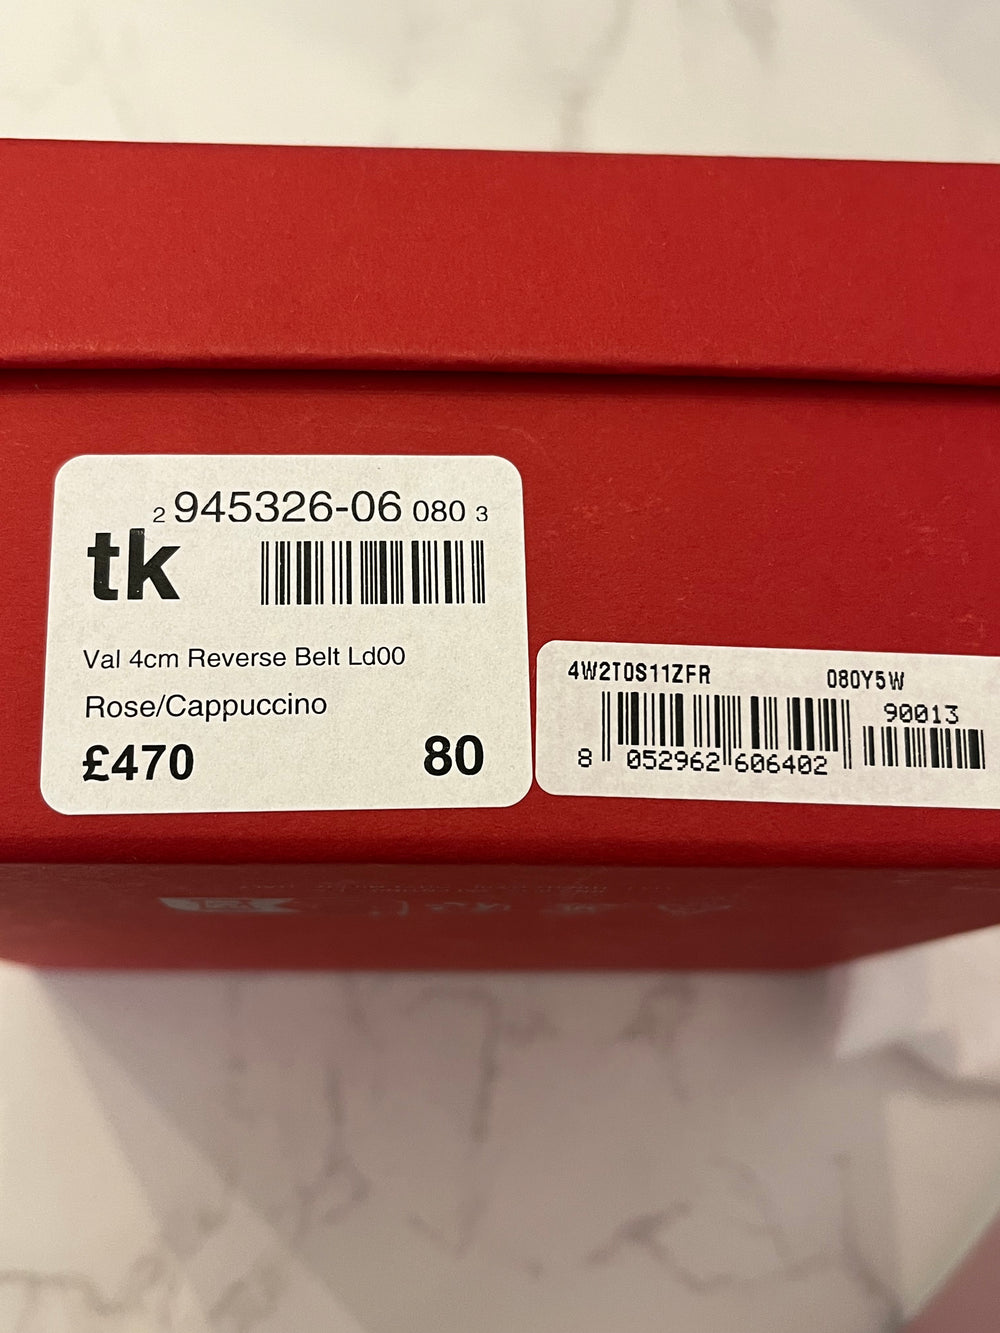 2 945326-06 080 3
tk
Val 4cm Reverse Belt Ld00
Rose/Cappuccino
£470 80
4W2T0S11ZFR 080Y5W
90013
8 052962 606402